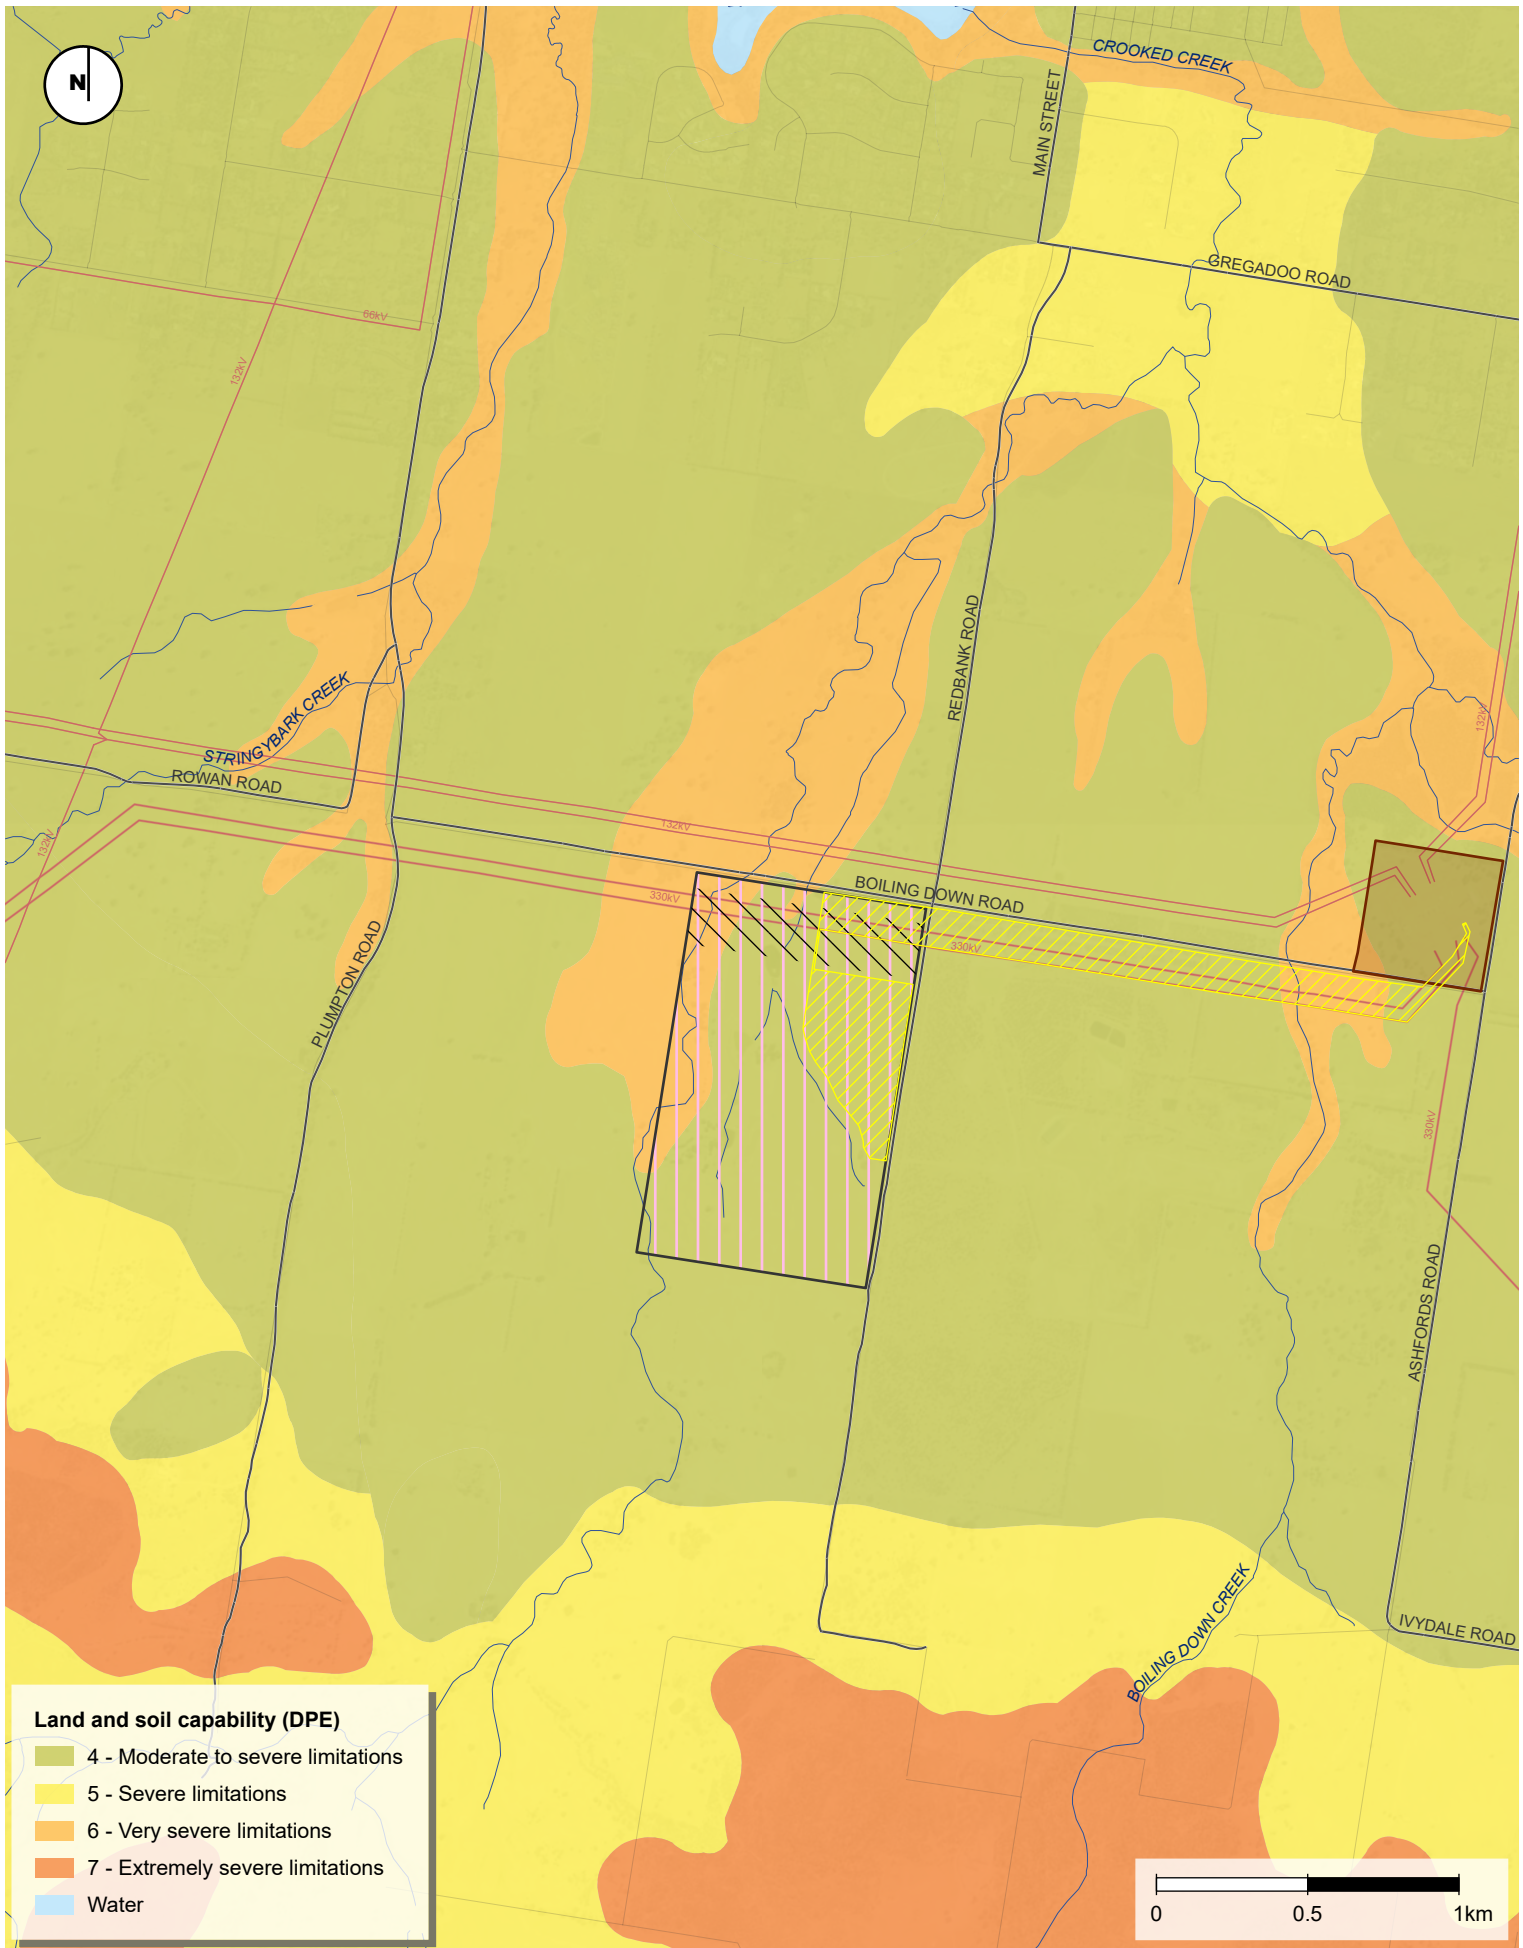 N
CROOKED CREEK
MAIN STREET
GREGADOO ROAD
66kV
132kV
REDBANK ROAD
STRINGYBARK CREEK
132kV
ROWAN ROAD
132kV
132kV
BOILING DOWN ROAD
330kV
330kV
PLUMPTON ROAD
330kV
ASHFORDS ROAD
BOILING DOWN CREEK
IVYDALE ROAD
Land and soil capability (DPE)
4 - Moderate to severe limitations
5 - Severe limitations
6 - Very severe limitations
7 - Extremely severe limitations
Water
0 0.5 1km